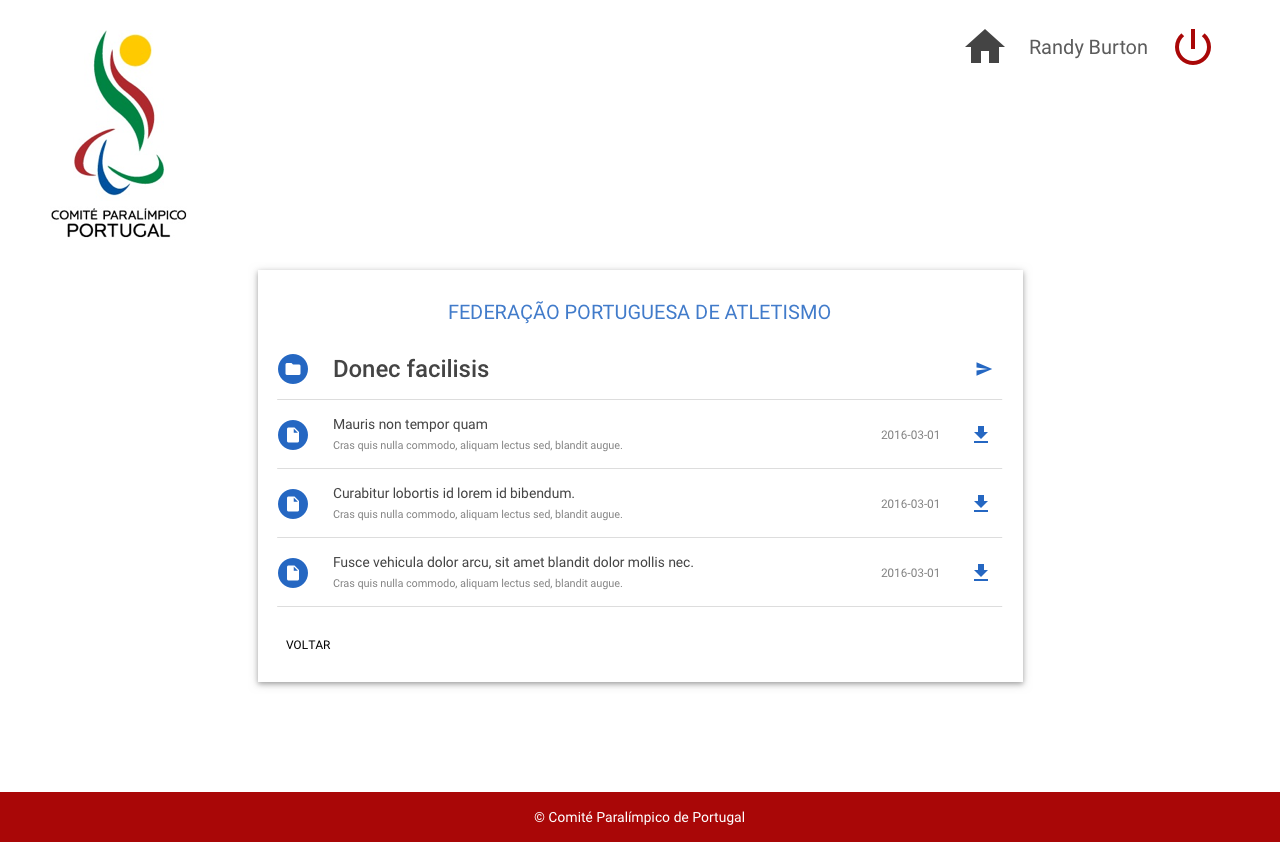 COMITÉ PARALÍMPICO
PORTUGAL
Randy Burton
FEDERAÇÃO PORTUGUESA DE ATLETISMO
Donec facilisis
Mauris non tempor quam
Cras quis nulla commodo, aliquam lectus sed, blandit augue.
2016-03-01
Curabitur lobortis id lorem id bibendum.
Cras quis nulla commodo, aliquam lectus sed, blandit augue.
2016-03-01
Fusce vehicula dolor arcu, sit amet blandit dolor mollis nec.
Cras quis nulla commodo, aliquam lectus sed, blandit augue.
2016-03-01
VOLTAR
© Comité Paralímpico de Portugal